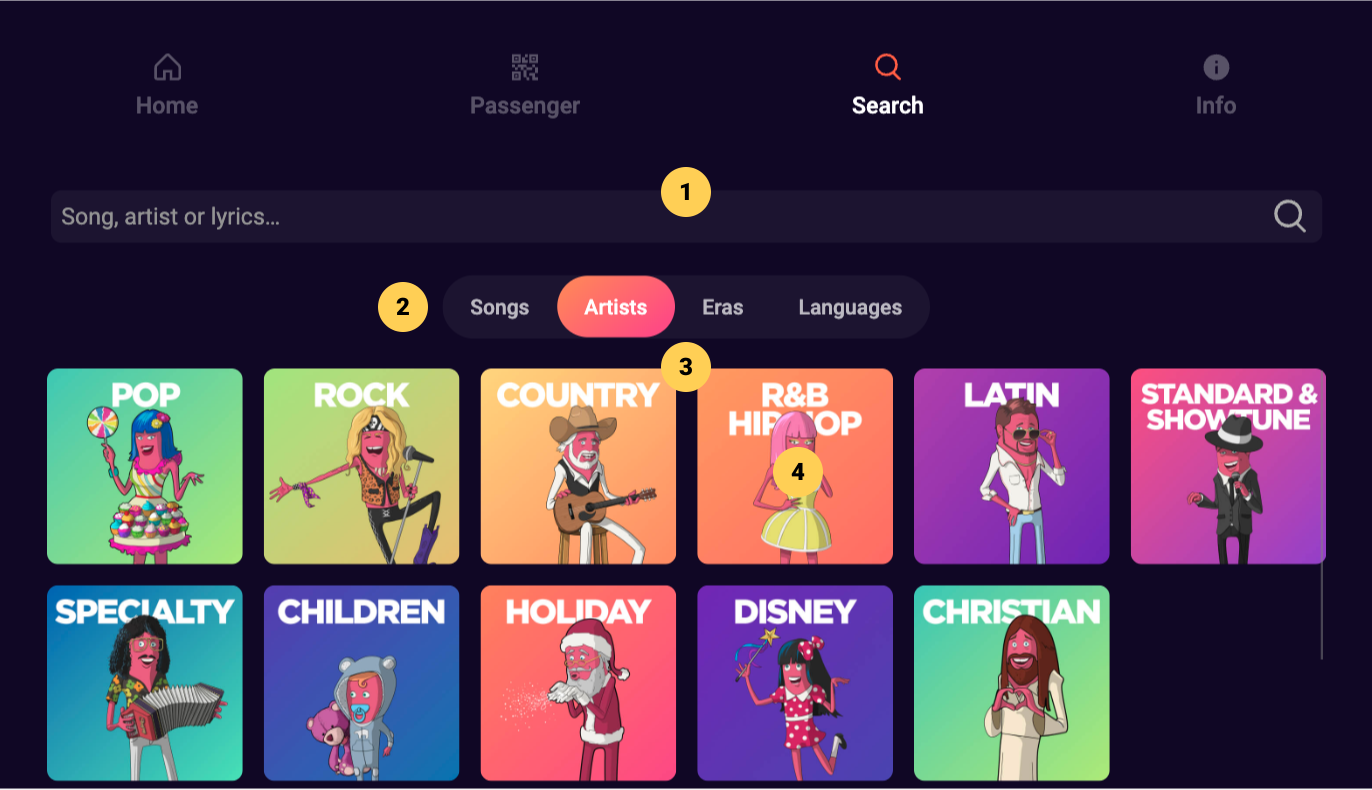 Home
Passenger
Search
Info
1
Song, artist or lyrics...
2
Songs
Artists
Eras
Languages
3
POP
ROCK
COUNTRY
R&B
HIP HOP
LATIN
STANDARD &
SHOWTUNE
4
SPECIALTY
CHILDREN
HOLIDAY
DISNEY
CHRISTIAN